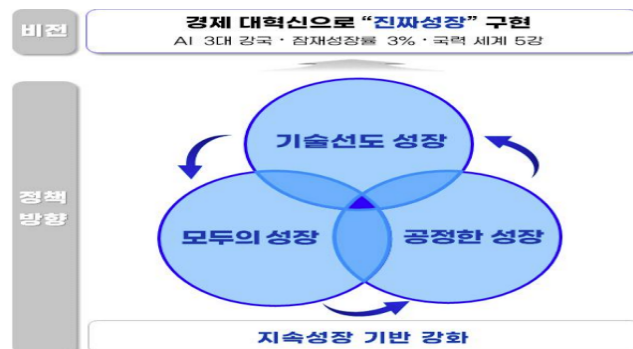 비전
경제 대혁신으로 “진짜성장” 구현
AI 3대 강국 · 잠재성장률 3% · 국력 세계 5강
정책
방향
기술선도 성장
모두의 성장
공정한 성장
지속성장 기반 강화